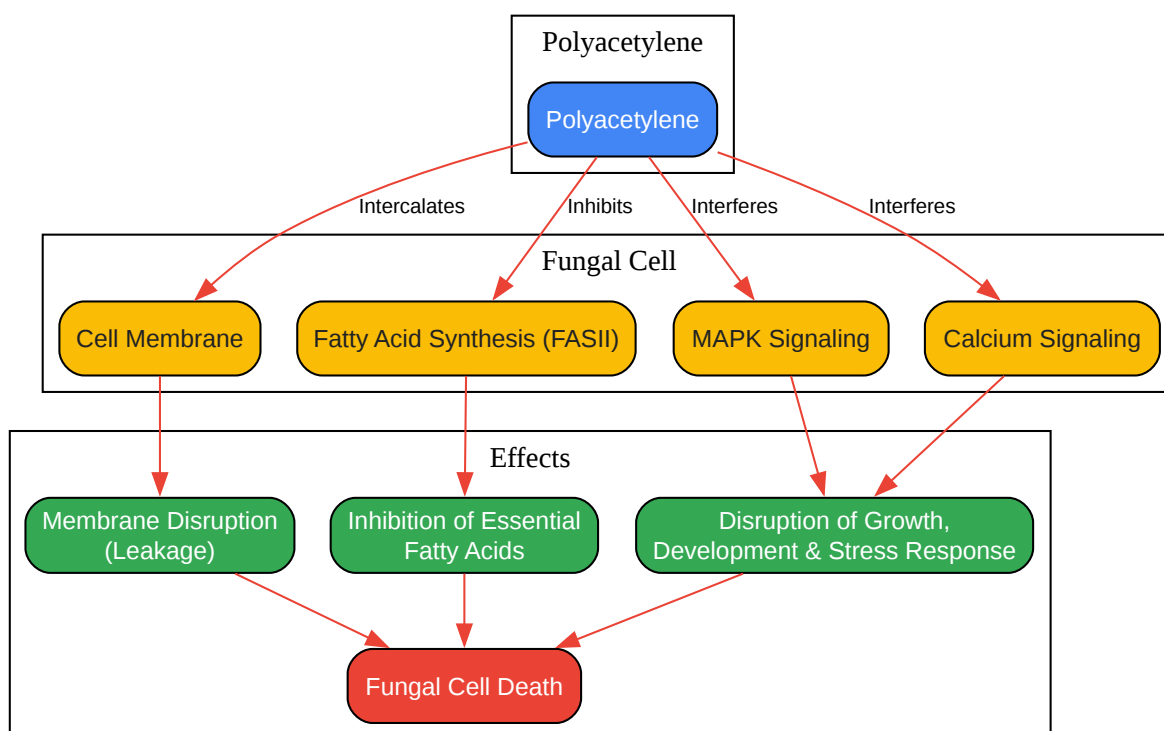 Polyacetylene
Polyacetylene
Intercalates
Inhibits
Interferes
Interferes
Fungal Cell
Cell Membrane
Fatty Acid Synthesis (FASII)
MAPK Signaling
Calcium Signaling
Effects
Membrane Disruption
(Leakage)
Inhibition of Essential
Fatty Acids
Disruption of Growth,
Development & Stress Response
Fungal Cell Death